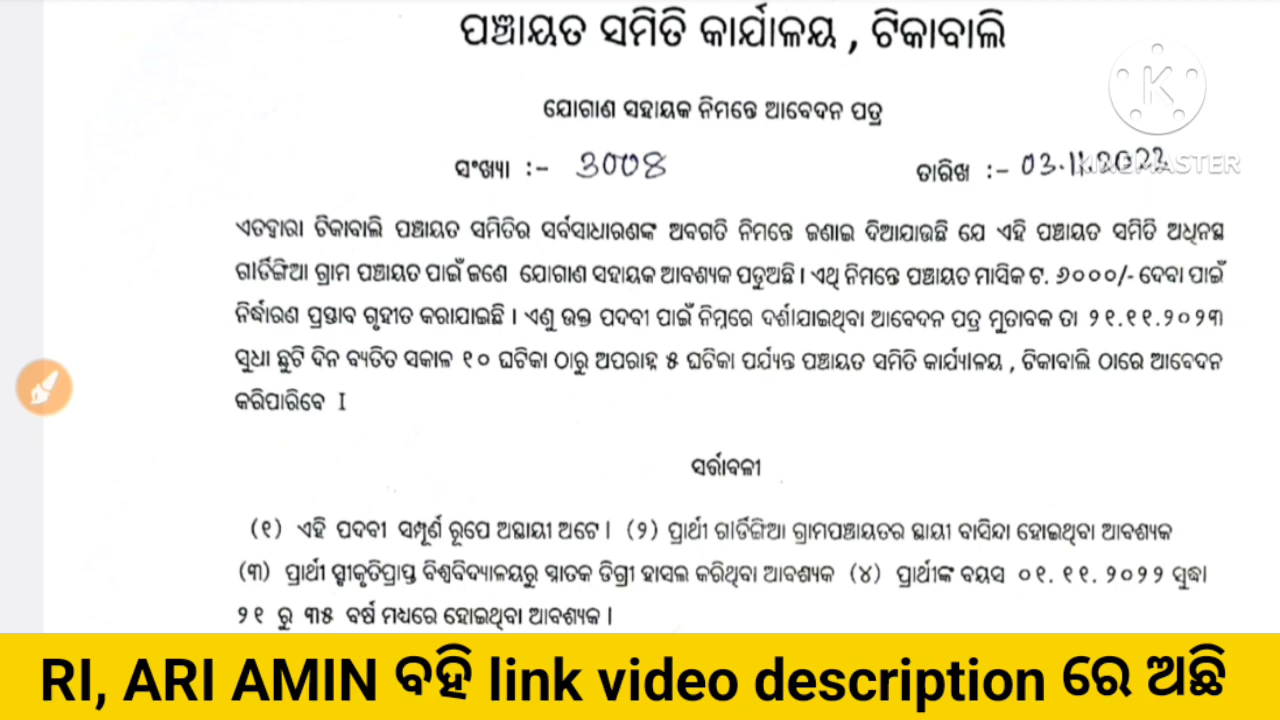 ପଞ୍ଚାୟତ ସମିତି କାର୍ଯାଳୟ , ଟିକାବାଲି
ଯୋଗାଣ ସହାୟକ ନିମନ୍ତେ ଆବେଦନ ପତ୍ର
ସଂଖ୍ୟା :- 3008 ତାରିଖ :- 03.11.2023
K
KINEMASTER
ଏତଦ୍ବାରା ଟିକାବାଲି ପଞ୍ଚାୟତ ସମିତିର ସର୍ବସାଧାରଣଙ୍କ ଅବଗତି ନିମନ୍ତେ ଜଣାଇ ଦିଆଯାଉଛି ଯେ ଏହି ପଞ୍ଚାୟତ ସମିତି ଅଧିନସ୍ଥ
ଗାର୍ଡିଙ୍ଗିଆ ଗ୍ରାମ ପଞ୍ଚାୟତ ପାଇଁ ଜଣେ ଯୋଗାଣ ସହାୟକ ଆବଶ୍ୟକ ପଡୁଅଛି । ଏଥି ନିମନ୍ତେ ପଞ୍ଚାୟତ ମାସିକ ଟ. ୬୦୦୦/- ଦେବା ପାଇଁ
ନିର୍ଦ୍ଧାରଣ ପ୍ରସ୍ତାବ ଗୃହୀତ କରାଯାଇଛି । ଏଣୁ ଉକ୍ତ ପଦବୀ ପାଇଁ ନିମ୍ନରେ ଦର୍ଶାଯାଇଥିବା ଆବେଦନ ପତ୍ର ମୁତାବକ ତା ୨୧.୧୧.୨୦୨୩
ସୁଧା ଛୁଟି ଦିନ ବ୍ୟତିତ ସକାଳ ୧୦ ଘଟିକା ଠାରୁ ଅପରାହ୍ନ ୫ ଘଟିକା ପର୍ଯ୍ୟନ୍ତ ପଞ୍ଚାୟତ ସମିତି କାର୍ଯ୍ୟାଳୟ , ଟିକାବାଲି ଠାରେ ଆବେଦନ
କରିପାରିବେ I
ସର୍ତ୍ତାବଳୀ
(୧) ଏହି ପଦବୀ ସମ୍ପୂର୍ଣ ରୂପେ ଅସ୍ଥାୟୀ ଅଟେ । (୨) ପ୍ରାର୍ଥୀ ଗାର୍ଡିଙ୍ଗିଆ ଗ୍ରାମପଞ୍ଚାୟତର ସ୍ଥାୟୀ ବାସିନ୍ଦା ହୋଇଥିବା ଆବଶ୍ୟକ
(୩) ପ୍ରାର୍ଥୀ ସ୍ବୀକୃତିପ୍ରାପ୍ତ ବିଶ୍ଵବିଦ୍ୟାଳୟରୁ ସ୍ନାତକ ଡିଗ୍ରୀ ହାସଲ କରିଥିବା ଆବଶ୍ୟକ (୪) ପ୍ରାର୍ଥୀଙ୍କ ବୟସ ୦୧. ୧୧. ୨୦୨୨ ସୁଦ୍ଧା
୨୧ ରୁ ୩୫ ବର୍ଷ ମଧ୍ୟରେ ହୋଇଥିବା ଆବଶ୍ୟକ ।
RI, ARI AMIN ବହି link video description ରେ ଅଛି